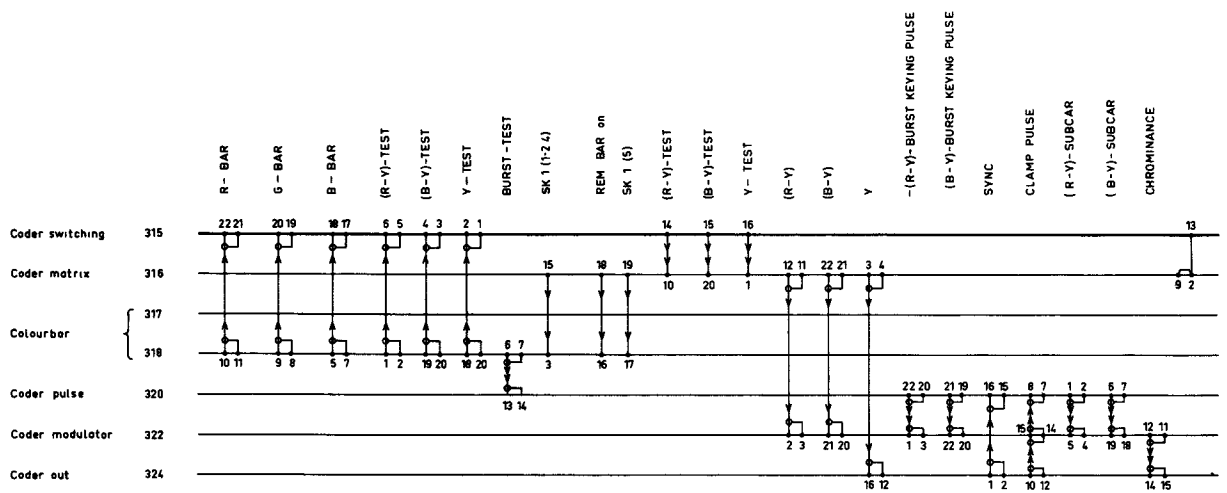 R- BAR
G- BAR
B- BAR
(R-Y)-TEST
(B-Y)-TEST
Y-TEST
BURST-TEST
SK 1 (1-2 4)
REM BAR on
SK 1 (5)
(R-Y)-TEST
(B-Y)-TEST
Y- TEST
(R-Y)
(B-Y)
Y
-(R-Y)-BURST KEYING PULSE
(B-Y)-BURST KEYING PULSE
SYNC
CLAMP PULSE
(R-Y)-SUBCAR
(B-Y)-SUBCAR
CHROMINANCE
22 21 20 19 18 17 6 5 4 3 2 1 14 15 16 13
Coder switching 315
15 18 19 12 11 22 21 3 4
Coder matrix 316
10 20 1 9 2
317
Colourbar
6 7
318
10 11 9 8 5 7 1 2 19 20 18 20 3 16 17
22 20 21 19 16 15 8 7 1 2 6 7
Coder pulse 320
13 14
15 14 12 11
Coder modulator 322
2 3 21 20 1 3 22 20 5 4 19 18
Coder out 324
16 12 1 2 10 12 14 15